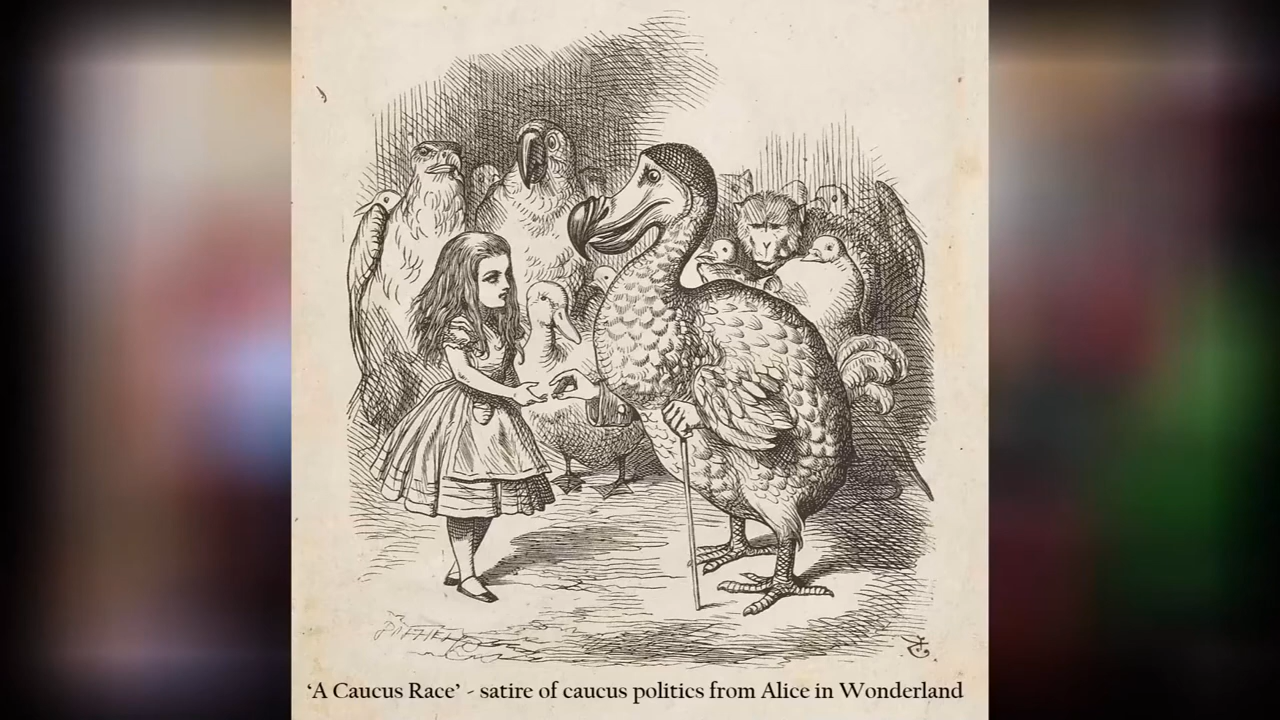 ‘A Caucus Race’ - satire of caucus politics from Alice in Wonderland